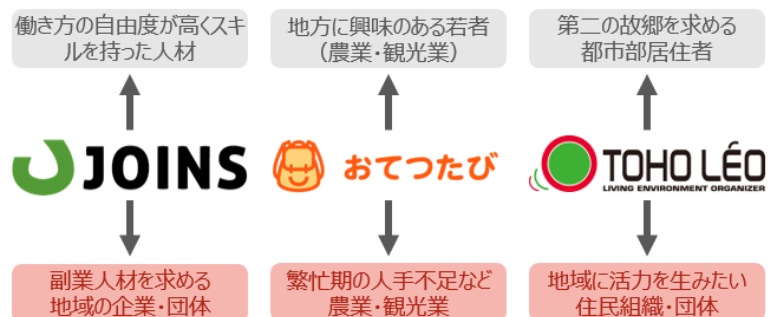 働き方の自由度が高くスキ
ルを持った人材
地方に興味のある若者
(農業・観光業)
第二の故郷を求める
都市部居住者
JOINS
おてつたび
TOHO LÉO
LIVING ENVIRONMENT ORGANIZER
副業人材を求める
地域の企業・団体
繁忙期の人手不足など
農業・観光業
地域に活力を生みたい
住民組織・団体